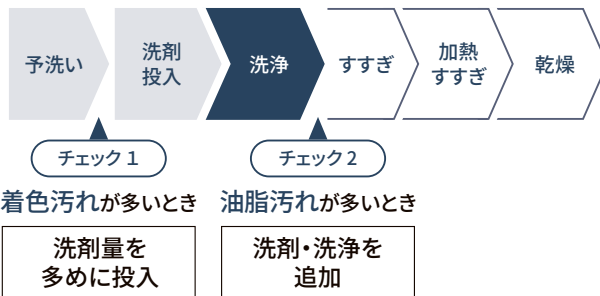 予洗い
洗剤
投入
洗浄
すすぎ
加熱
すすぎ
乾燥
チェック1
チェック2
着色汚れが多いとき
油脂汚れが多いとき
洗剤量を
多めに投入
洗剤・洗浄を
追加